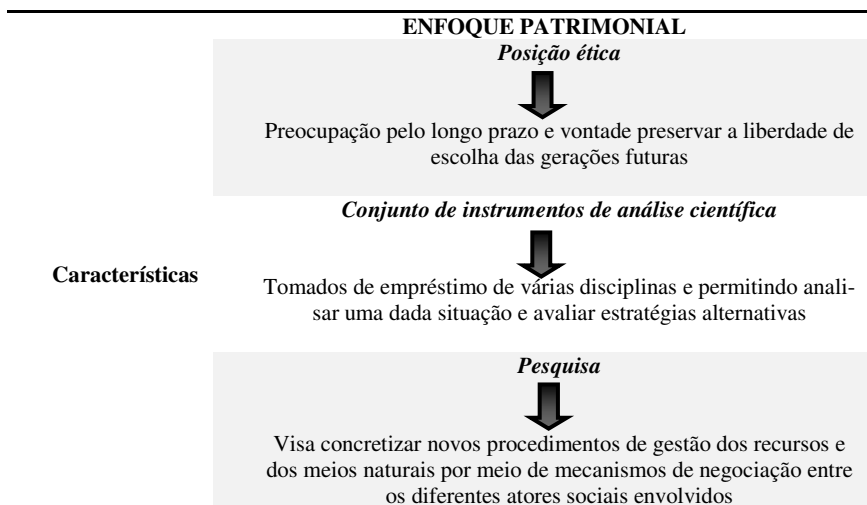 ENFOQUE PATRIMONIAL
Posição ética
Preocupação pelo longo prazo e vontade preservar a liberdade de
escolha das gerações futuras
Conjunto de instrumentos de análise científica
Características
Tomados de empréstimo de várias disciplinas e permitindo anali-
sar uma dada situação e avaliar estratégias alternativas
Pesquisa
Visa concretizar novos procedimentos de gestão dos recursos e
dos meios naturais por meio de mecanismos de negociação entre
os diferentes atores sociais envolvidos